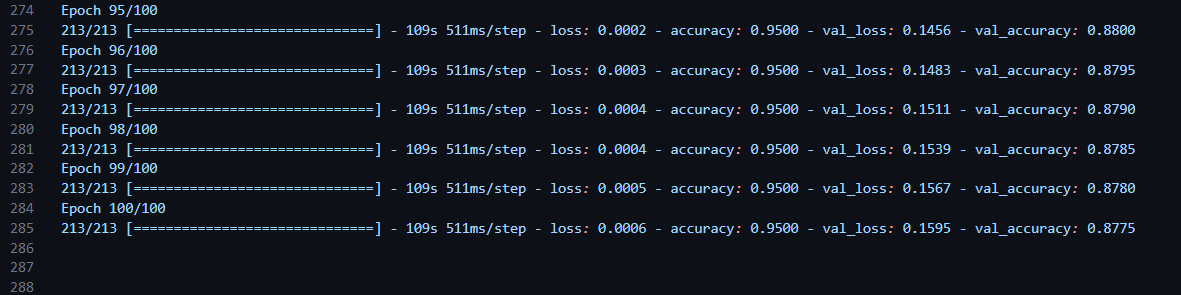 274 Epoch 95/100
275 213/213 [==============================] - 109s 511ms/step - loss: 0.0002 - accuracy: 0.9500 - val_loss: 0.1456 - val_accuracy: 0.8800
276 Epoch 96/100
277 213/213 [==============================] - 109s 511ms/step - loss: 0.0003 - accuracy: 0.9500 - val_loss: 0.1483 - val_accuracy: 0.8795
278 Epoch 97/100
279 213/213 [==============================] - 109s 511ms/step - loss: 0.0004 - accuracy: 0.9500 - val_loss: 0.1511 - val_accuracy: 0.8790
280 Epoch 98/100
281 213/213 [==============================] - 109s 511ms/step - loss: 0.0004 - accuracy: 0.9500 - val_loss: 0.1539 - val_accuracy: 0.8785
282 Epoch 99/100
283 213/213 [==============================] - 109s 511ms/step - loss: 0.0005 - accuracy: 0.9500 - val_loss: 0.1567 - val_accuracy: 0.8780
284 Epoch 100/100
285 213/213 [==============================] - 109s 511ms/step - loss: 0.0006 - accuracy: 0.9500 - val_loss: 0.1595 - val_accuracy: 0.8775
286
287
288